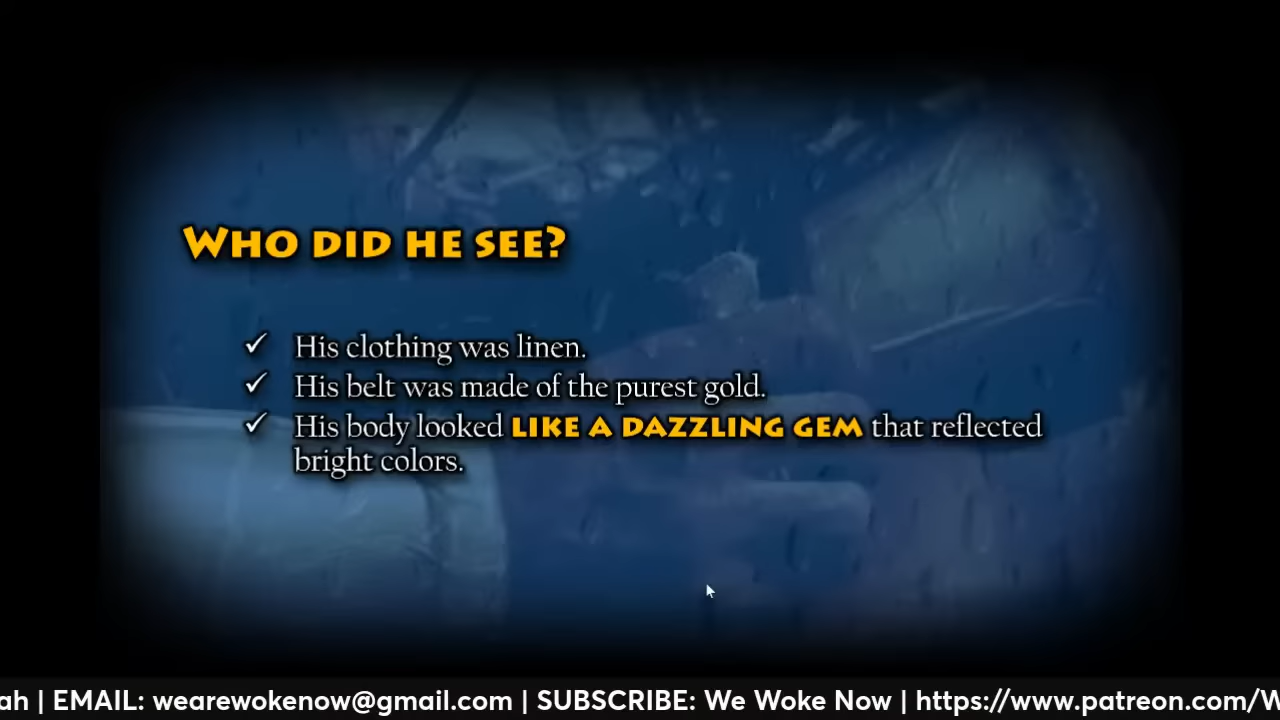 WHO DID HE SEE?
✓ His clothing was linen.
✓ His belt was made of the purest gold.
✓ His body looked LIKE A DAZZLING GEM that reflected
bright colors.
ah | EMAIL: wearewokenow@gmail.com | SUBSCRIBE: We Woke Now | https://www.patreon.com/W